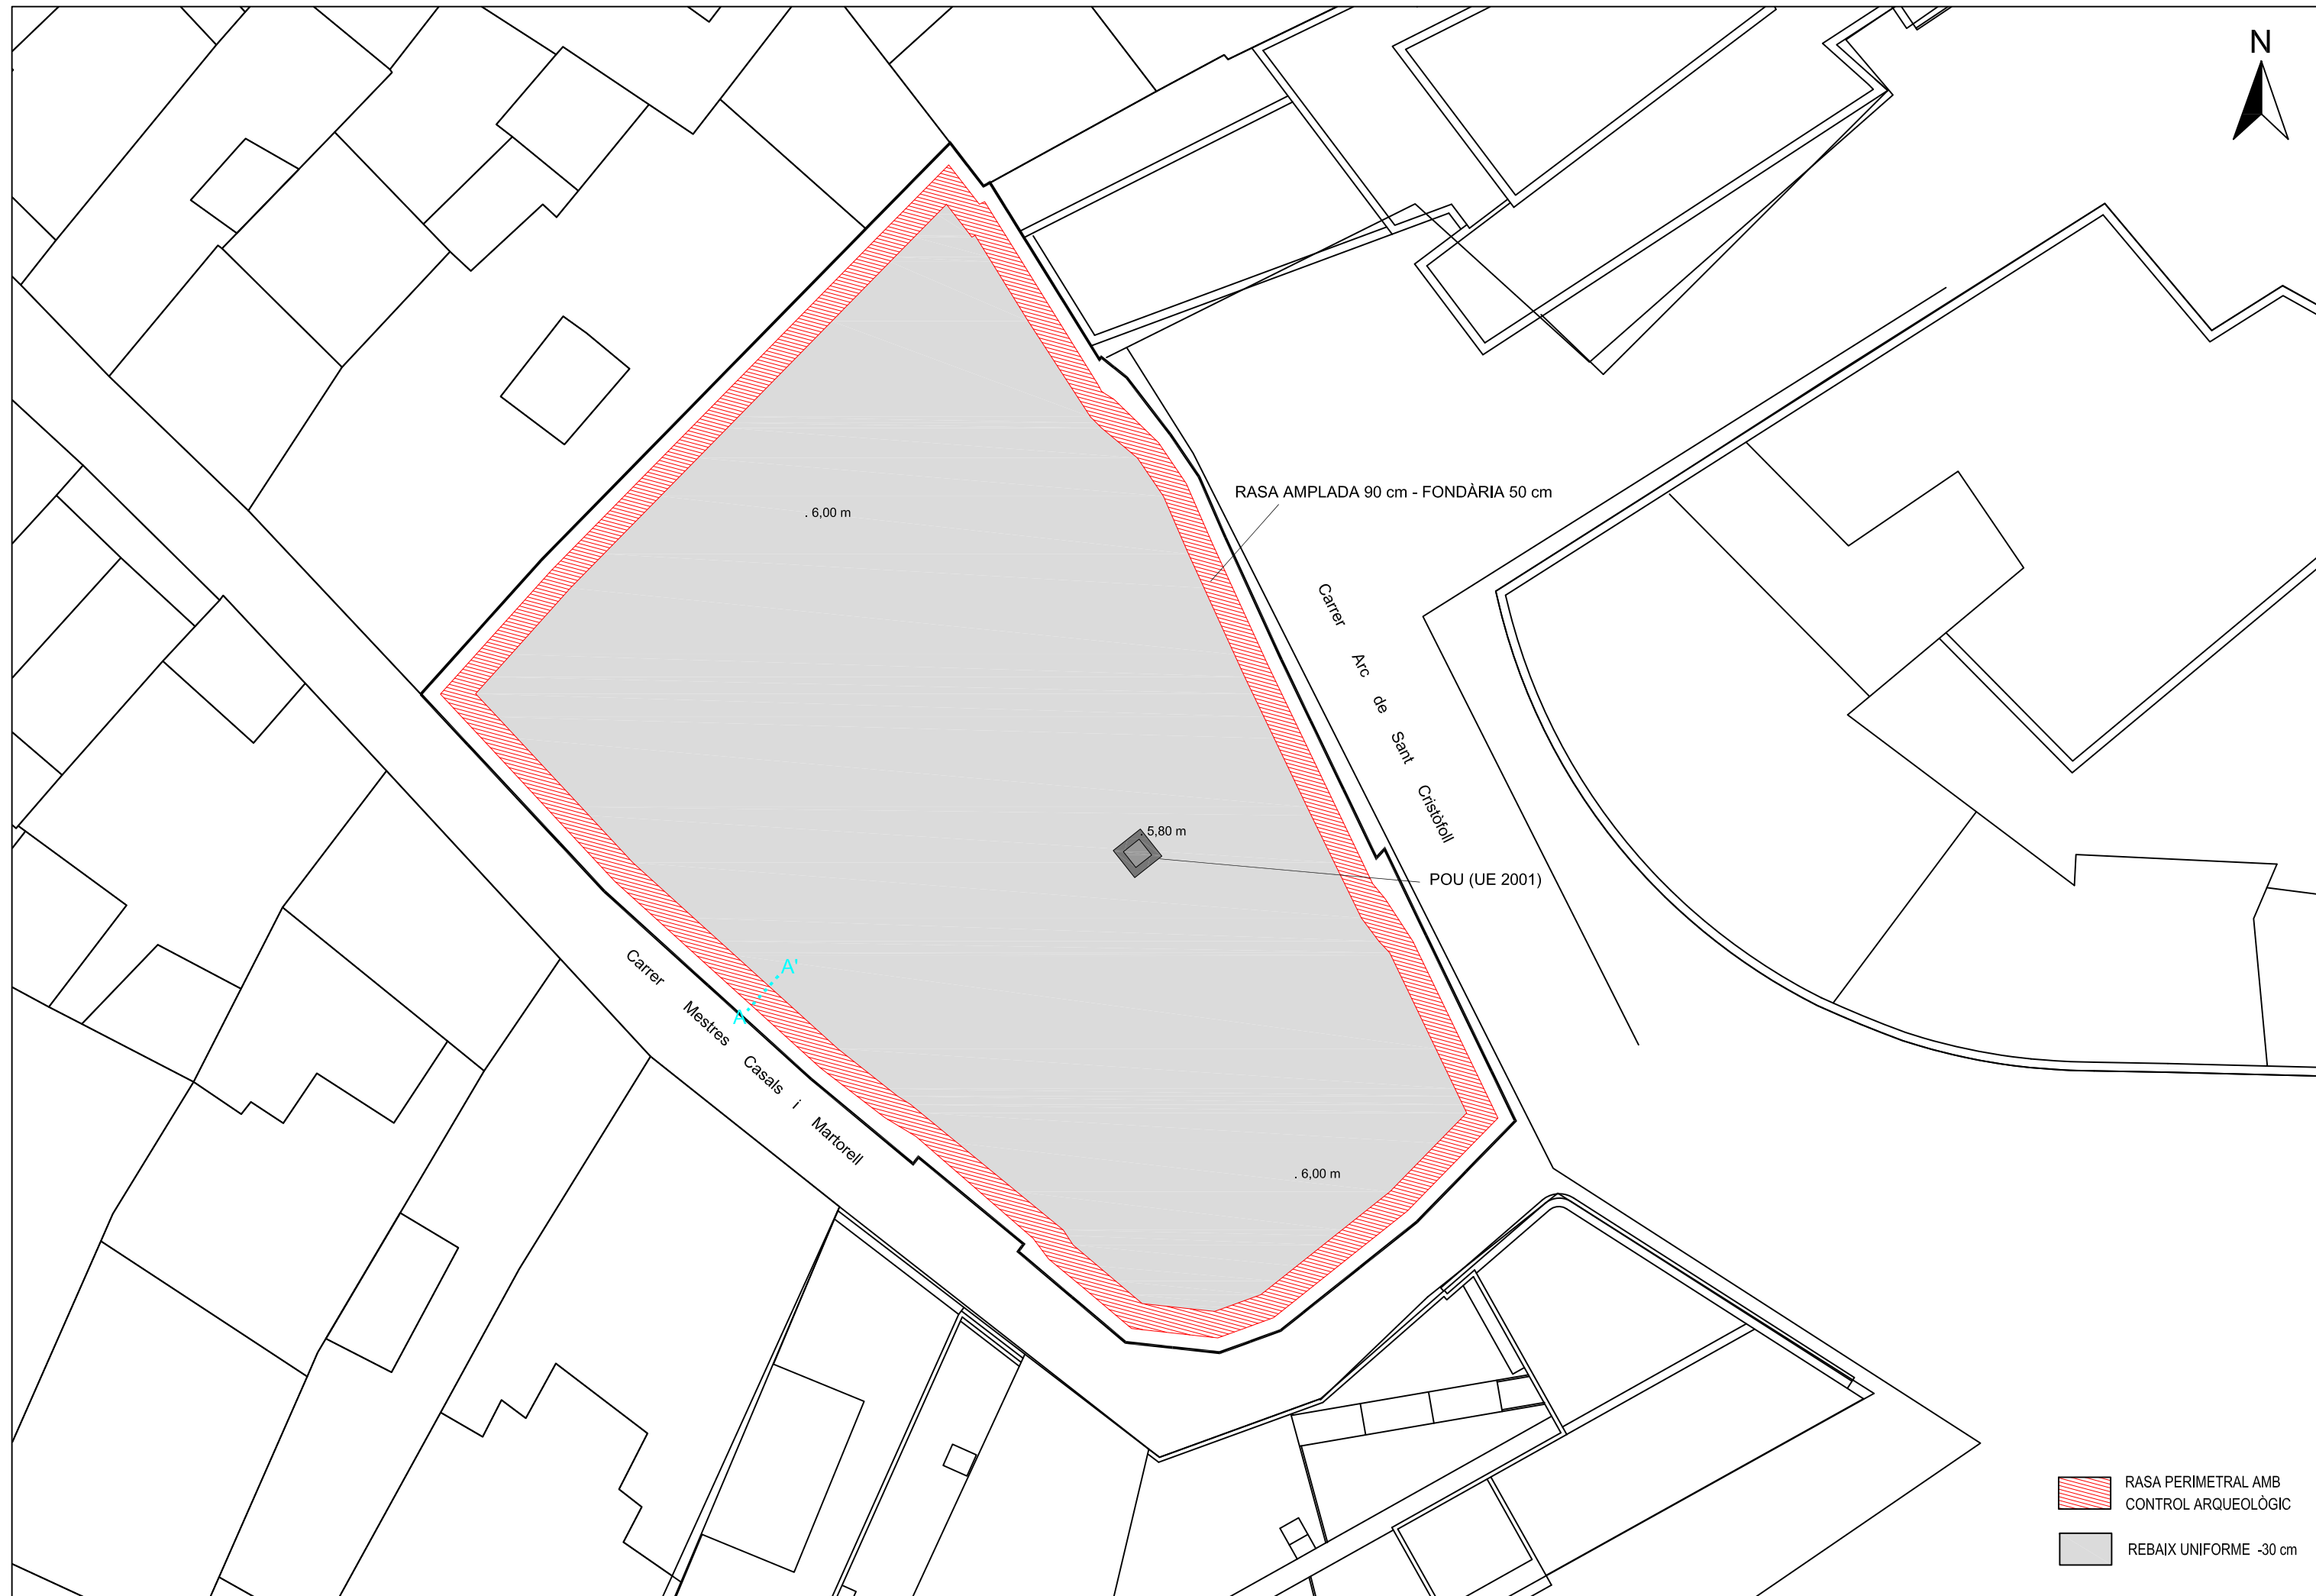 N
RASA AMPLADA 90 cm - FONDÀRIA 50 cm
. 6,00 m
Carrer Arc de Sant Cristòfoll
. 5,80 m
POU (UE 2001)
A'
A
Carrer Mestres Casals i Martorell
. 6,00 m
RASA PERIMETRAL AMB
CONTROL ARQUEOLÒGIC
REBAIX UNIFORME -30 cm